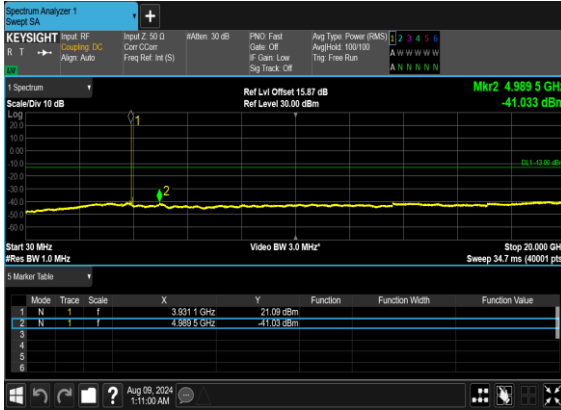 Spectrum Analyzer 1
Swept SA
+
KEYSIGHT
R T
LXI
Input: RF
Coupling: DC
Align: Auto
Input Z: 50 Ω
Corr CCorr
Freq Ref: Int (S)
#Atten: 30 dB
PNO: Fast
Gate: Off
IF Gain: Low
Sig Track: Off
Avg Type: Power (RMS)
Avg|Hold: 100/100
Trig: Free Run
1 2 3 4 5 6
A W W W W W
A N N N N N
1 Spectrum
Scale/Div 10 dB
Ref Lvl Offset 15.87 dB
Ref Level 30.00 dBm
Mkr2 4.989 5 GHz
-41.033 dBm
Log
20.0
10.0
0.00
-10.0
-20.0
-30.0
-40.0
-50.0
-60.0
1
2
DL1 -13.00 dBm
Start 30 MHz
#Res BW 1.0 MHz
Video BW 3.0 MHz*
Stop 20.000 GHz
Sweep 34.7 ms (40001 pts)
5 Marker Table
Mode Trace Scale X Y Function Function Width Function Value
1 N 1 f 3.931 1 GHz 21.09 dBm
2 N 1 f 4.989 5 GHz -41.03 dBm
3
4
5
6
?
Aug 09, 2024
1:11:00 AM